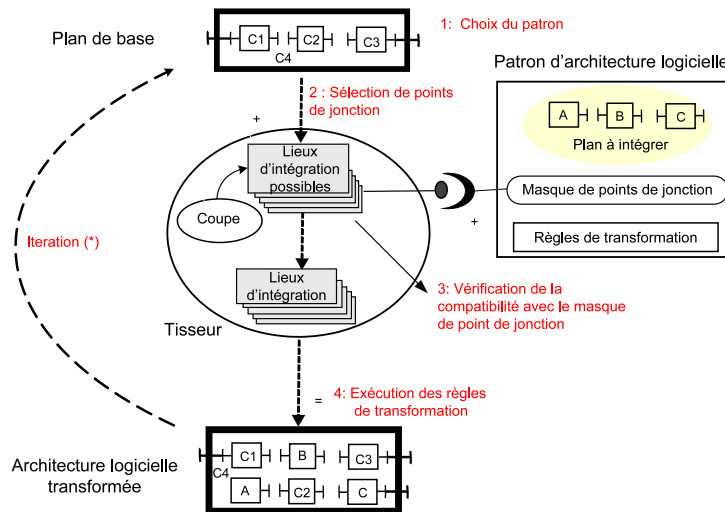 Plan de base
C1
C2
C3
C4
1: Choix du patron
Patron d'architecture logicielle
2 : Sélection de points
de jonction
A
B
C
Plan à intégrer
+
Lieux
d'intégration
possibles
Coupe
Masque de points de jonction
+
Règles de transformation
Iteration (*)
Lieux
d'intégration
3: Vérification de la
compatibilité avec le masque
de point de jonction
Tisseur
=
4: Exécution des règles
de transformation
Architecture logicielle
transformée
C1
B
C3
C4
A
C2
C